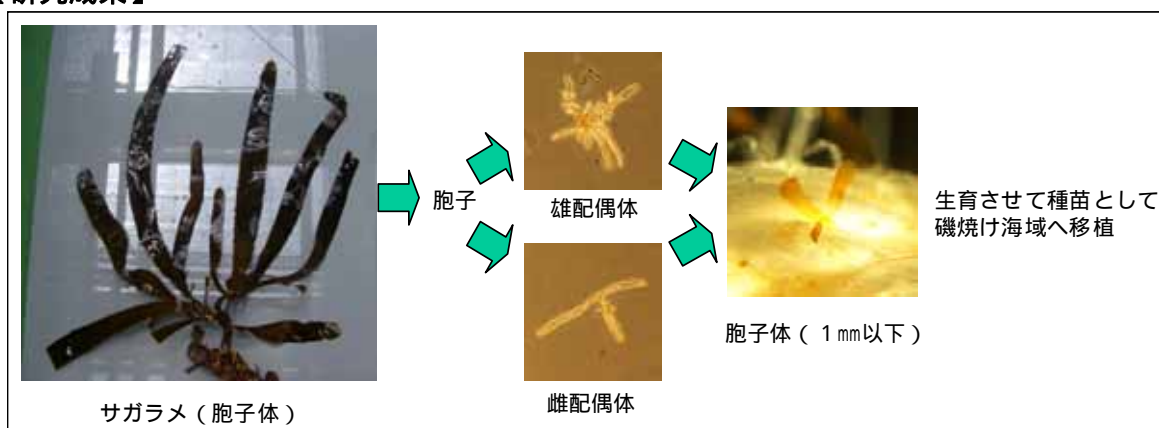 サガラメ（胞子体）
胞子
雄配偶体
雌配偶体
胞子体（１㎜以下）
生育させて種苗として
磯焼け海域へ移植